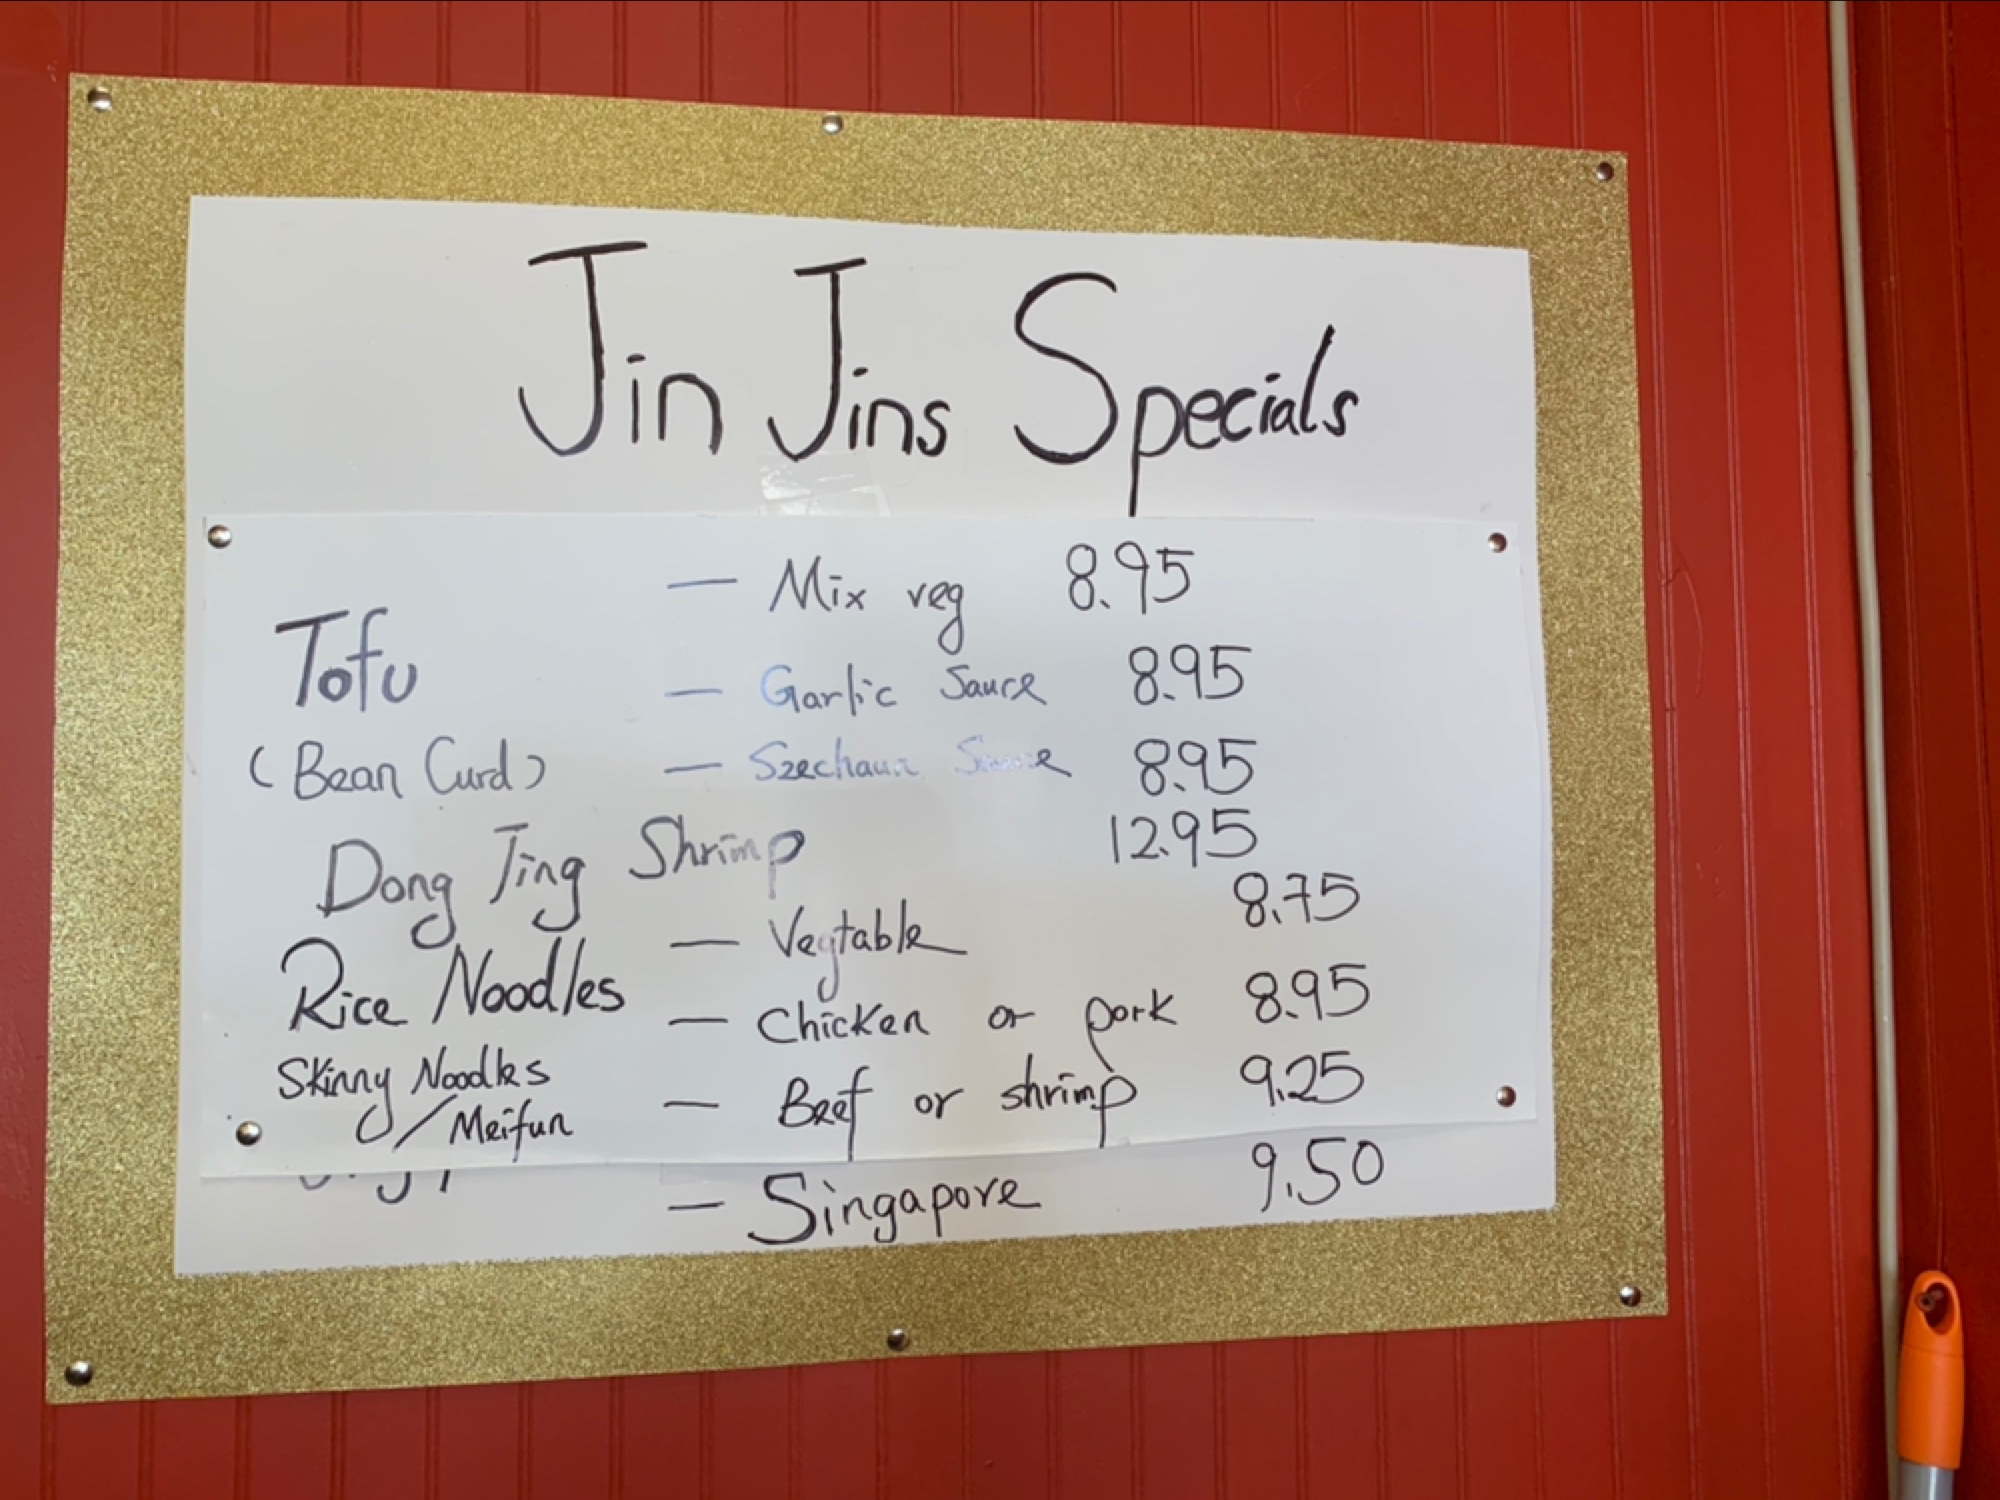 Jin Jins Specials
— Mix veg 8.95
Tofu
— Garlic Sauce 8.95
(Bean Curd) — Szechaun Sauce 8.95
Dong Jing Shrimp 12.95
— Vegtable 8.75
Rice Noodles
— Chicken or pork 8.95
Skinny Noodles
/Meifun
— Beef or shrimp 9.25
— Singapore 9.50